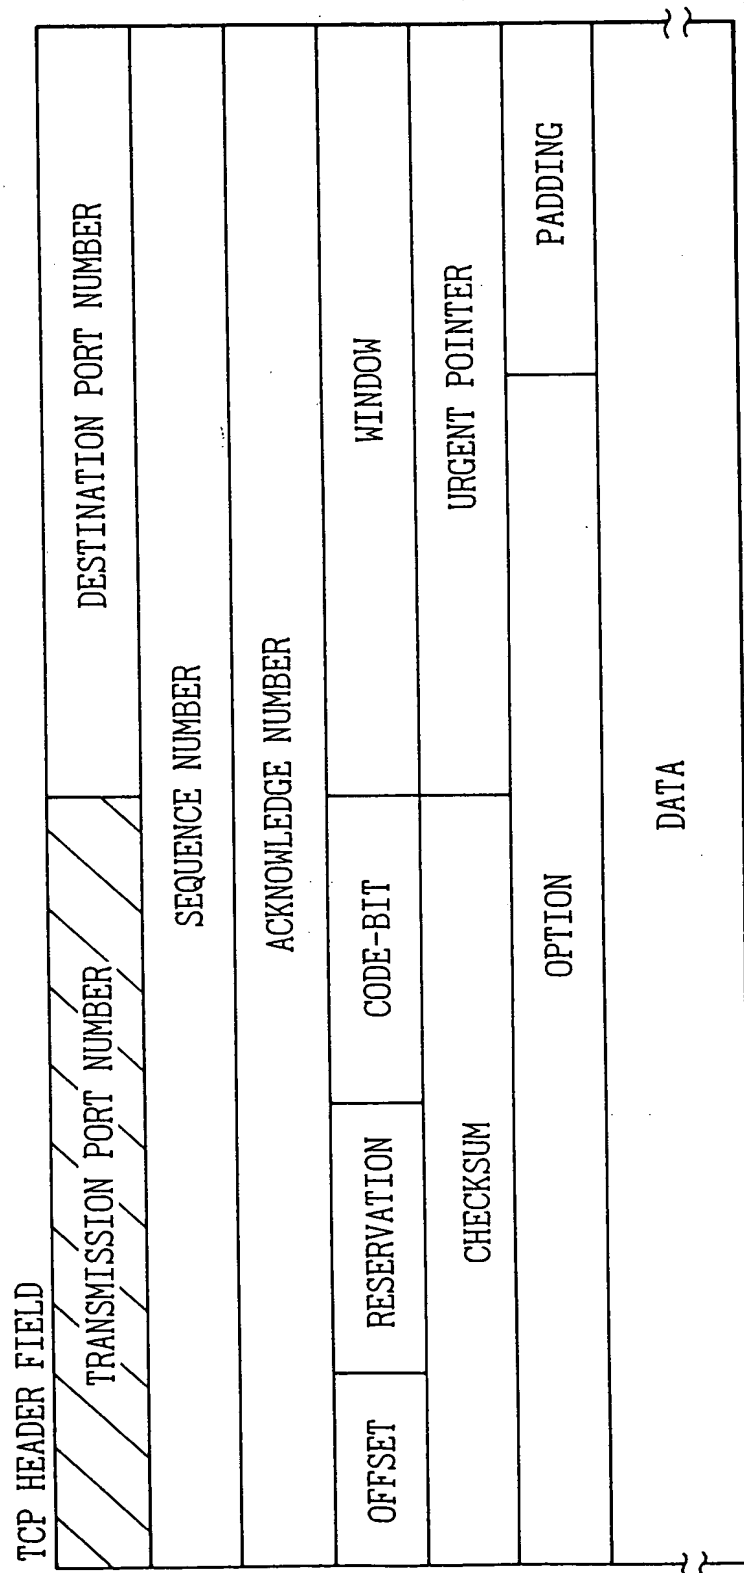 TCP HEADER FIELD
TRANSMISSION PORT NUMBER
DESTINATION PORT NUMBER
SEQUENCE NUMBER
ACKNOWLEDGE NUMBER
OFFSET
RESERVATION
CODE-BIT
WINDOW
CHECKSUM
URGENT POINTER
OPTION
PADDING
DATA